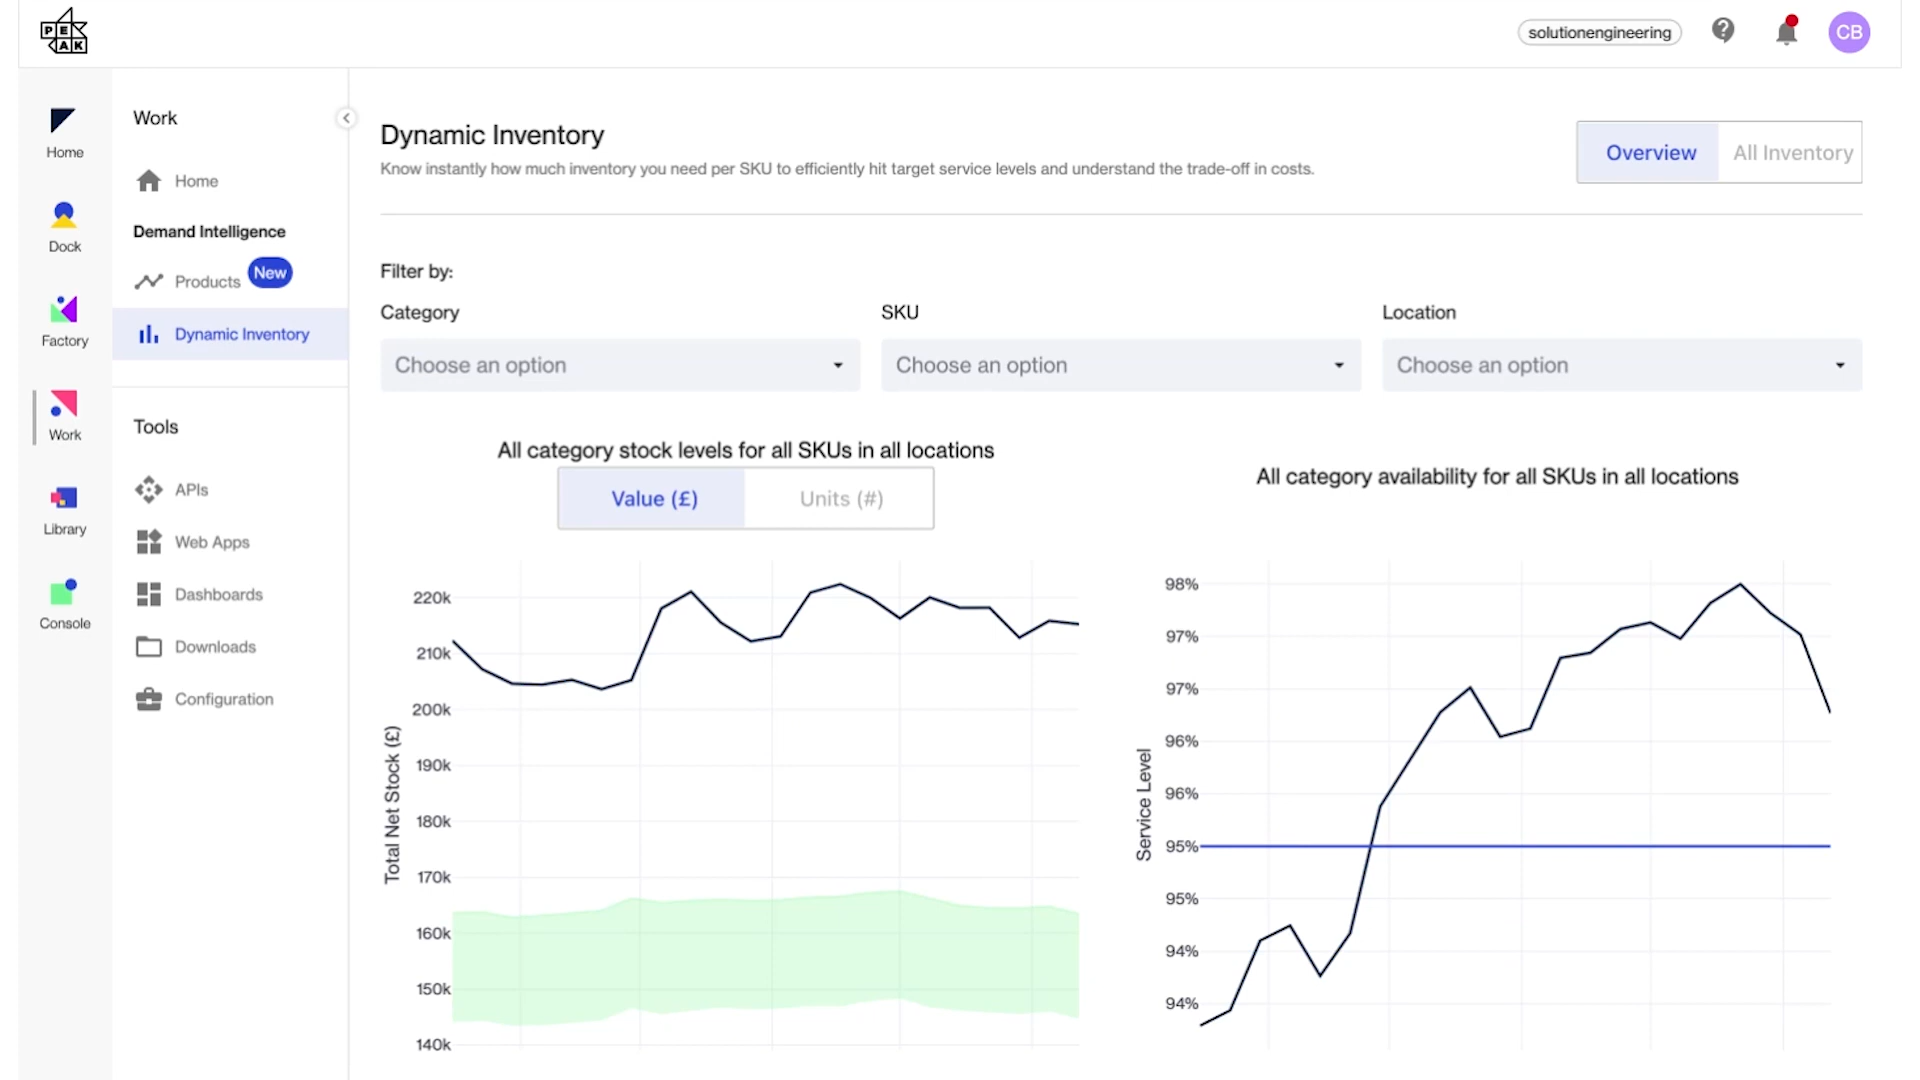 PEAK
solutionengineering
CB
Home
Dock
Factory
Work
Library
Console
Work
Home
Demand Intelligence
Products New
Dynamic Inventory
Tools
APIs
Web Apps
Dashboards
Downloads
Configuration
Dynamic Inventory
Know instantly how much inventory you need per SKU to efficiently hit target service levels and understand the trade-off in costs.
Overview All Inventory
Filter by:
Category SKU Location
Choose an option Choose an option Choose an option
All category stock levels for all SKUs in all locations
Value (£) Units (#)
Total Net Stock (£)
220k
210k
200k
190k
180k
170k
160k
150k
140k
All category availability for all SKUs in all locations
Service Level
98%
97%
97%
96%
96%
95%
95%
94%
94%